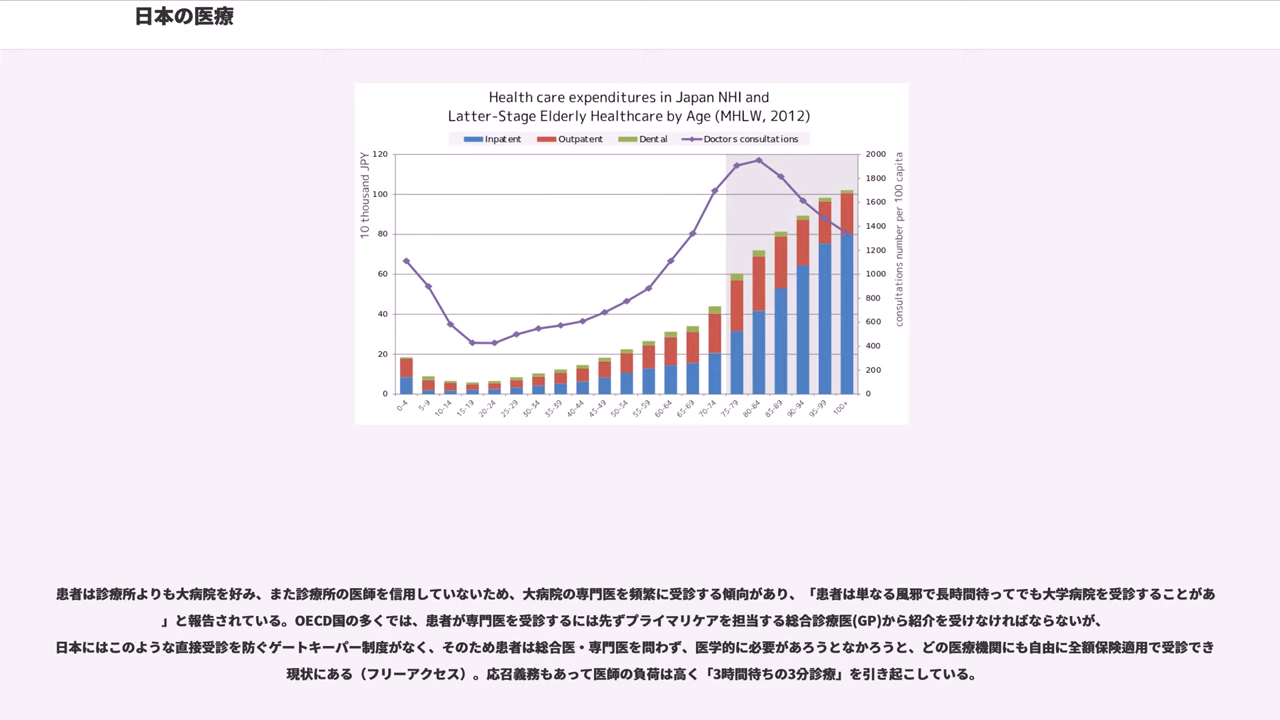 日本の医療
Health care expenditures in Japan NHI and
Latter-Stage Elderly Healthcare by Age (MHLW, 2012)
Inpatent Outpatent Dental Doctors consultations
10 thousand JPY
120
100
80
60
40
20
0
2000
1800
1600
1400
1200
1000
800
600
400
200
0
consultations number per 100 capita
0-4 5-9 10-14 15-19 20-24 25-29 30-34 35-39 40-44 45-49 50-54 55-59 60-64 65-69 70-74 75-79 80-84 85-89 90-94 95-99 100+
患者は診療所よりも大病院を好み、また診療所の医師を信用していないため、大病院の専門医を頻繁に受診する傾向があり、「患者は単なる風邪で長時間待ってでも大学病院を受診することがあ
」と報告されている。OECD国の多くでは、患者が専門医を受診するには先ずプライマリケアを担当する総合診療医(GP)から紹介を受けなければならないが、
日本にはこのような直接受診を防ぐゲートキーパー制度がなく、そのため患者は総合医・専門医を問わず、医学的に必要があろうとなかろうと、どの医療機関にも自由に全額保険適用で受診でき
現状にある（フリーアクセス）。応召義務もあって医師の負荷は高く「3時間待ちの3分診療」を引き起こしている。